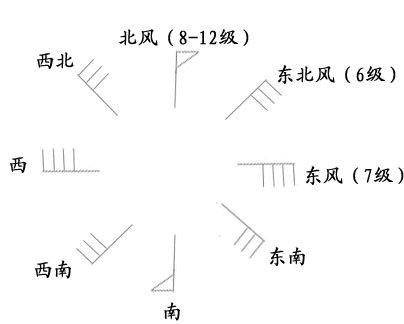 北风（8-12级）
西北
东北风（6级）
西
东风（7级）
西南
东南
南